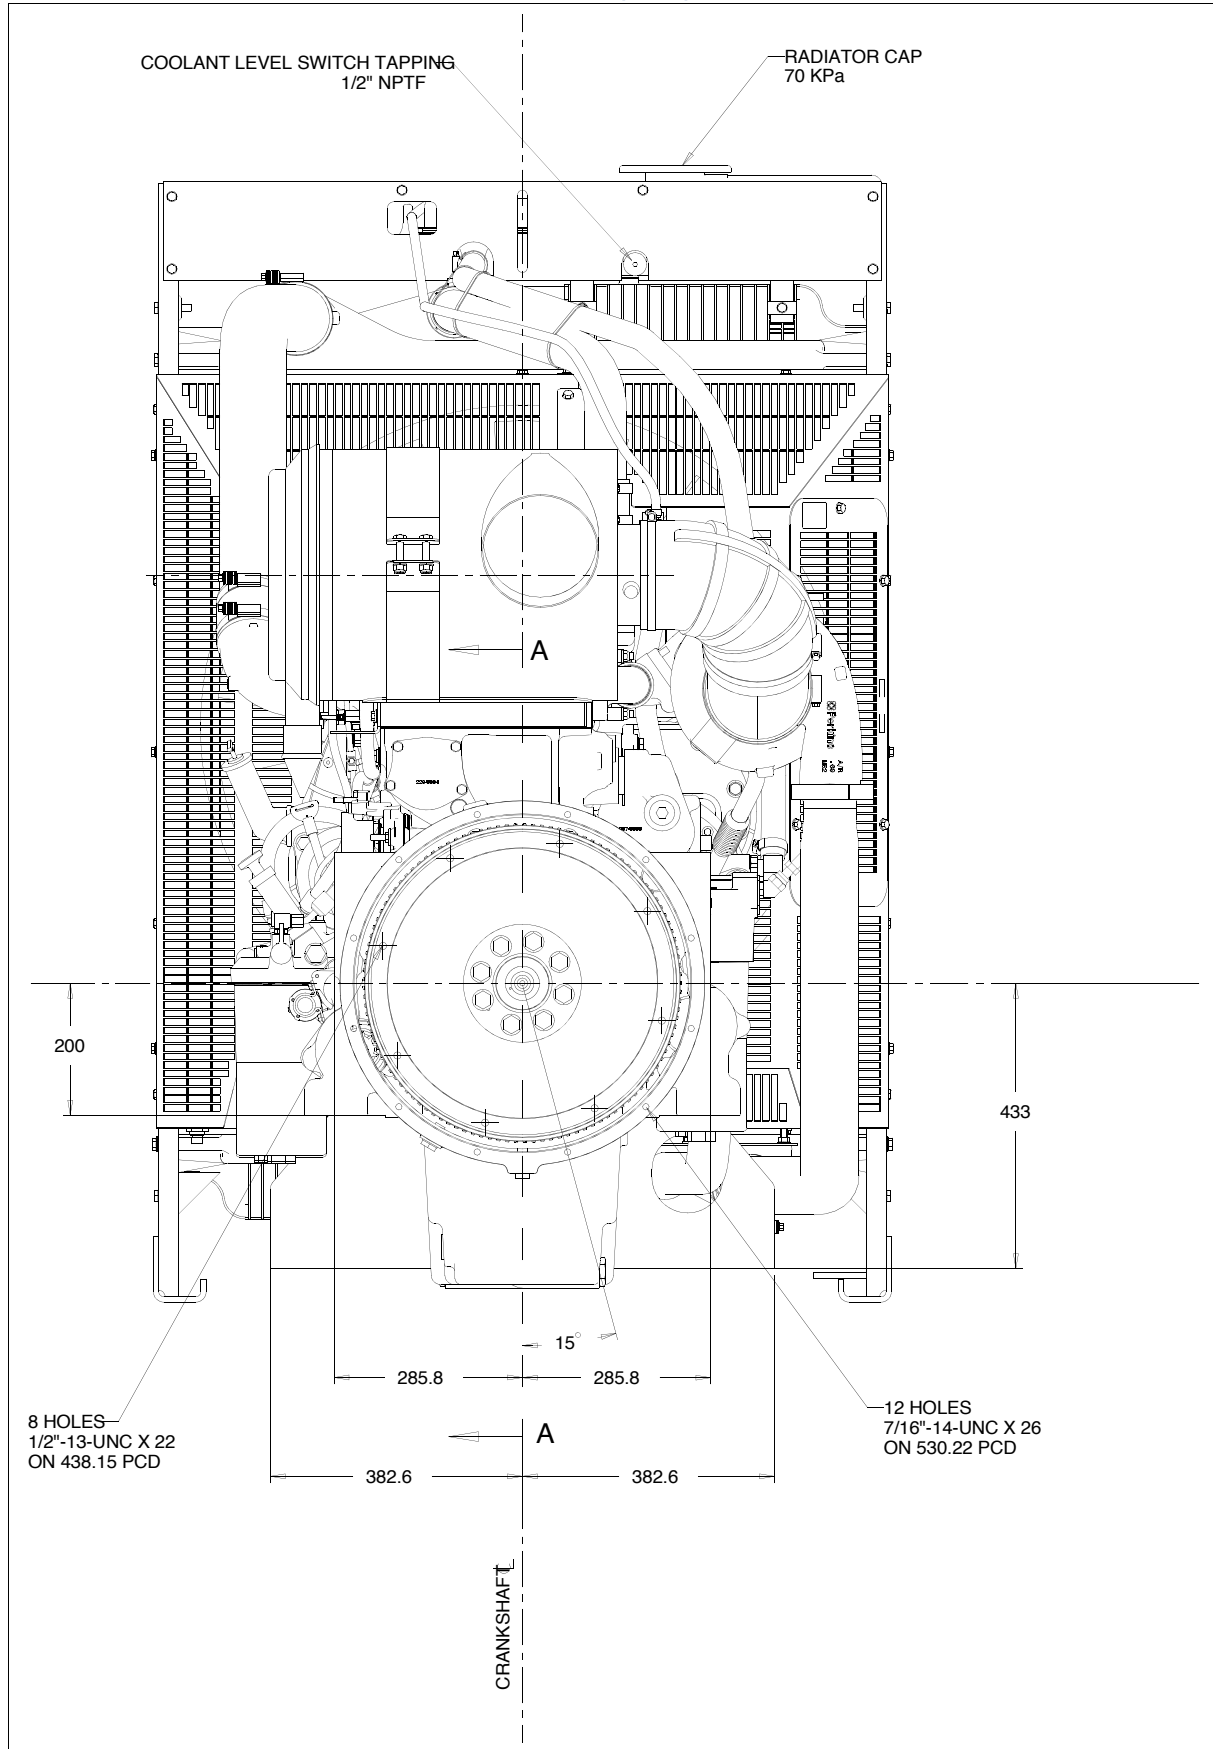 COOLANT LEVEL SWITCH TAPPING
1/2" NPTF
RADIATOR CAP
70 KPa
A
Perkins
200
433
15°
285.8
285.8
8 HOLES
1/2"-13-UNC X 22
ON 438.15 PCD
A
12 HOLES
7/16"-14-UNC X 26
ON 530.22 PCD
382.6
382.6
CRANKSHAFT